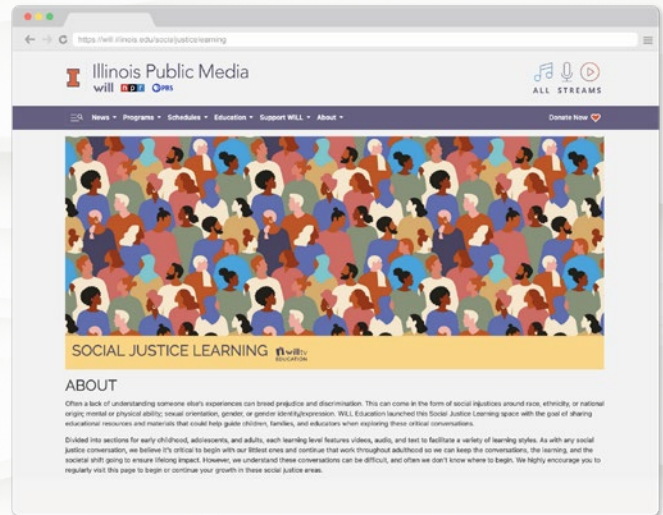 https://will.illinois.edu/socialjusticelearning
Illinois Public Media
will npr PBS
ALL STREAMS
News Programs Schedules Education Support WILL About Donate Now
SOCIAL JUSTICE LEARNING will tv
EDUCATION
ABOUT
Often a lack of understanding someone else's experiences can breed prejudice and discrimination. This can come in the form of social injustices around race, ethnicity, or national
origin; mental or physical ability; sexual orientation, gender, or gender identity/expression. WILL Education launched this Social Justice Learning space with the goal of sharing
educational resources and materials that could help guide children, families, and educators when exploring these critical conversations.
Divided into sections for early childhood, adolescents, and adults, each learning level features videos, audio, and text to facilitate a variety of learning styles. As with any social
justice conversation, we believe it's critical to begin with our littlest ones and continue that work throughout adulthood so we can keep the conversations, the learning, and the
societal shift going to ensure lifelong impact. However, we understand these conversations can be difficult, and often we don't know where to begin. We highly encourage you to
regularly visit this page to begin or continue your growth in these social justice areas.